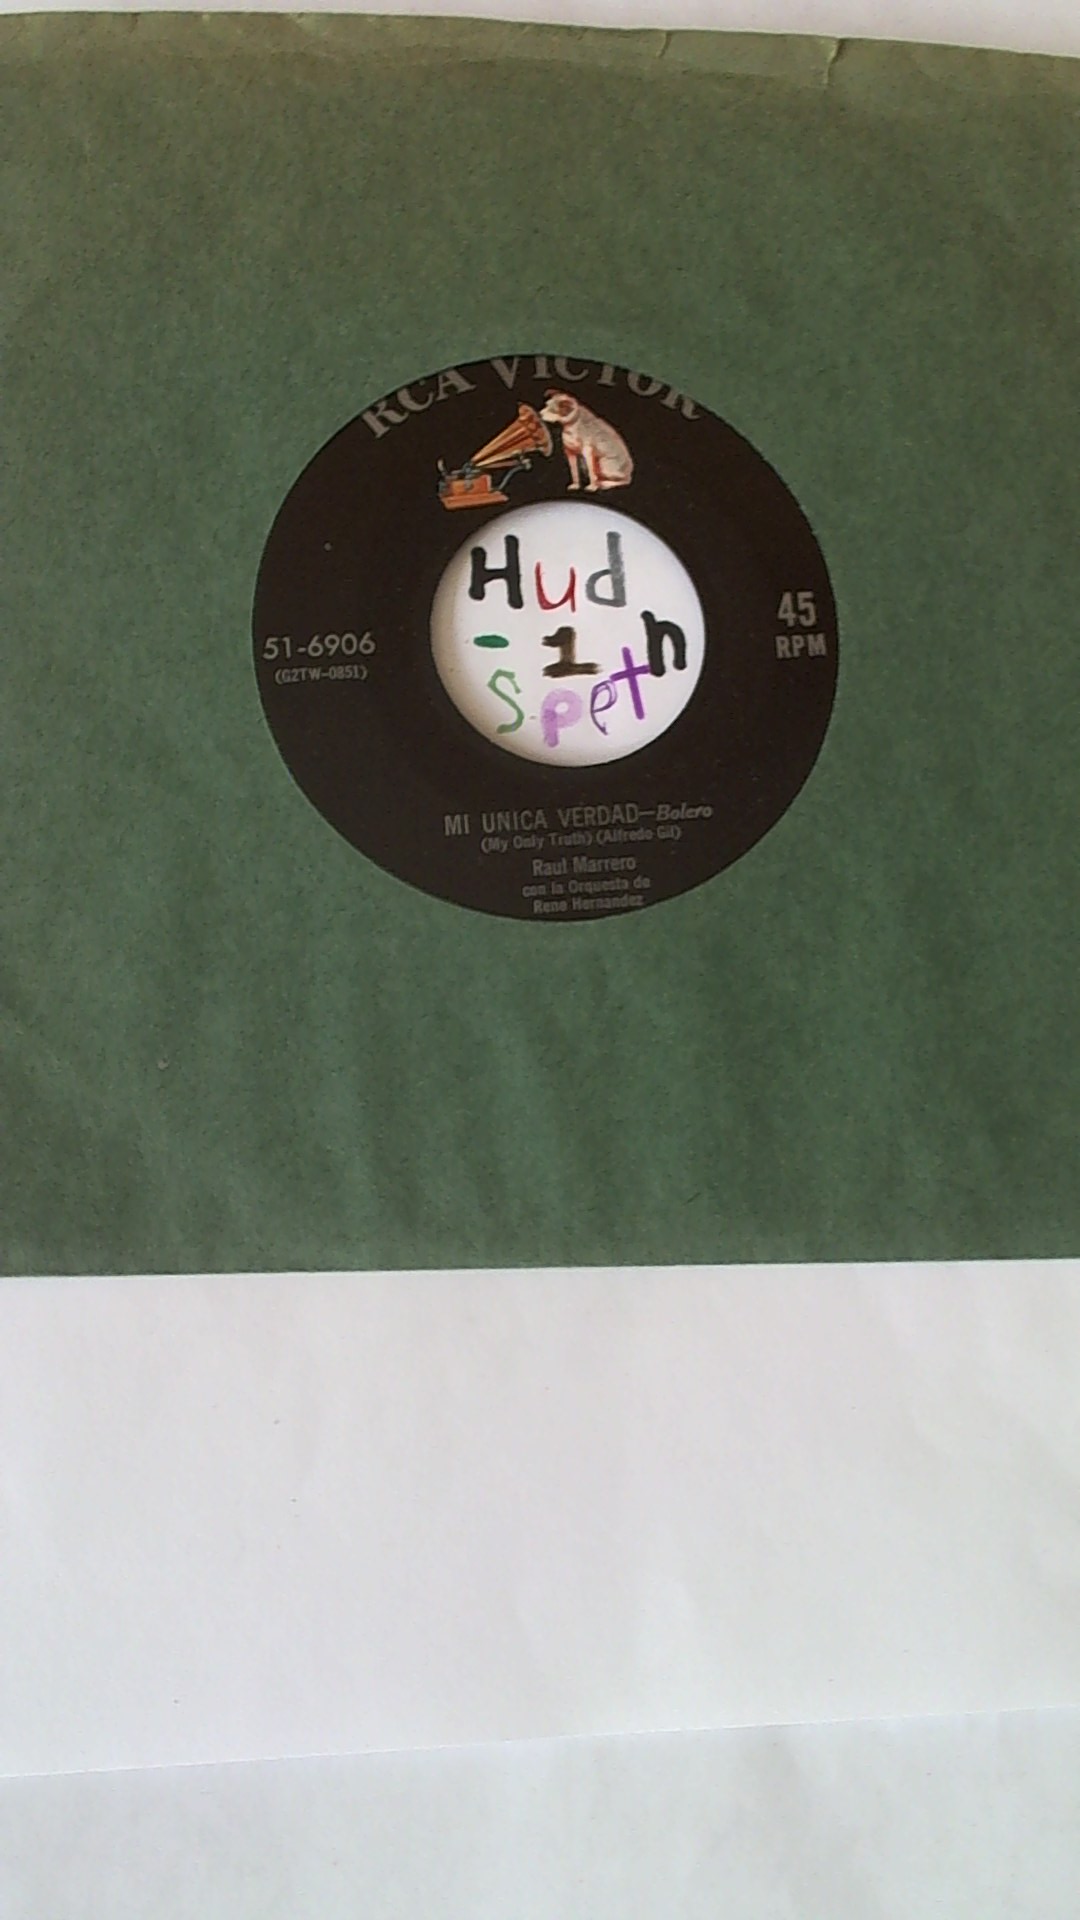 RCA VICTOR
Hud
- 1 h
Spet
51-6906
(G2TW-0851)
45
RPM
MI UNICA VERDAD—Bolero
(My Only Truth) (Alfredo Gil)
Raul Marrero
con la Orquesta de
Rene Hernandez